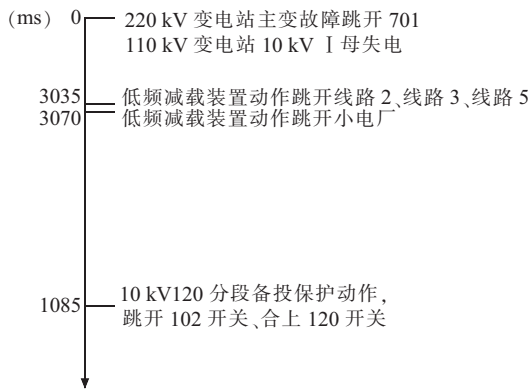 (ms) 0 220 kV 变电站主变故障跳开 701
110 kV 变电站 10 kV Ⅰ母失电
3035 低频减载装置动作跳开线路 2、线路 3、线路 5
3070 低频减载装置动作跳开小电厂
1085 10 kV120 分段备投保护动作，
跳开 102 开关、合上 120 开关